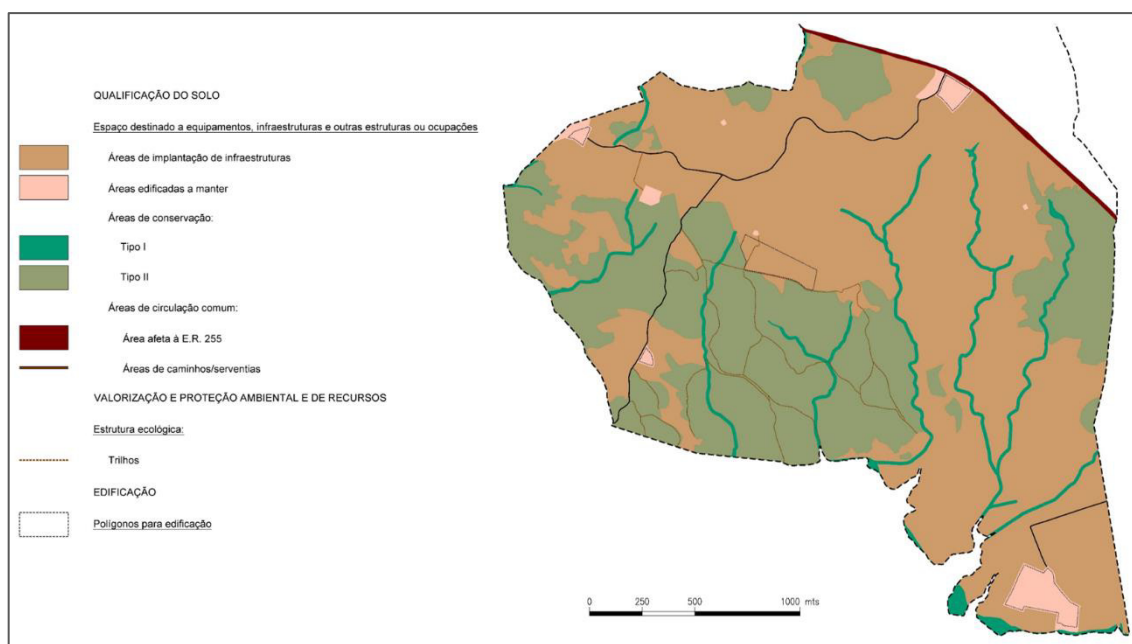 QUALIFICAÇÃO DO SOLO
Espaço destinado a equipamentos, infraestruturas e outras estruturas ou ocupações
Áreas de implantação de infraestruturas
Áreas edificadas a manter
Áreas de conservação:
Tipo I
Tipo II
Áreas de circulação comum:
Área afeta à E.R. 255
Áreas de caminhos/serventias
VALORIZAÇÃO E PROTEÇÃO AMBIENTAL E DE RECURSOS
Estrutura ecológica:
Trilhos
EDIFICAÇÃO
Polígonos para edificação
0 250 500 1000 mts